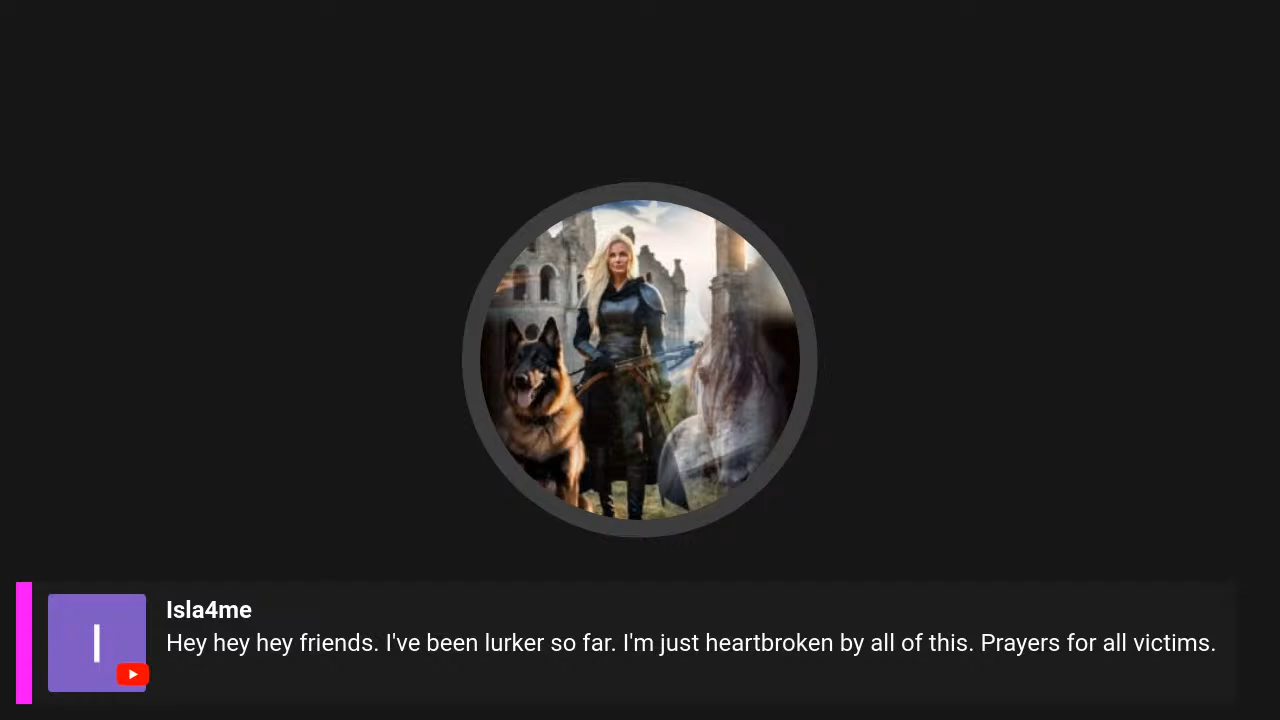 I
Isla4me
Hey hey hey friends. I've been lurker so far. I'm just heartbroken by all of this. Prayers for all victims.